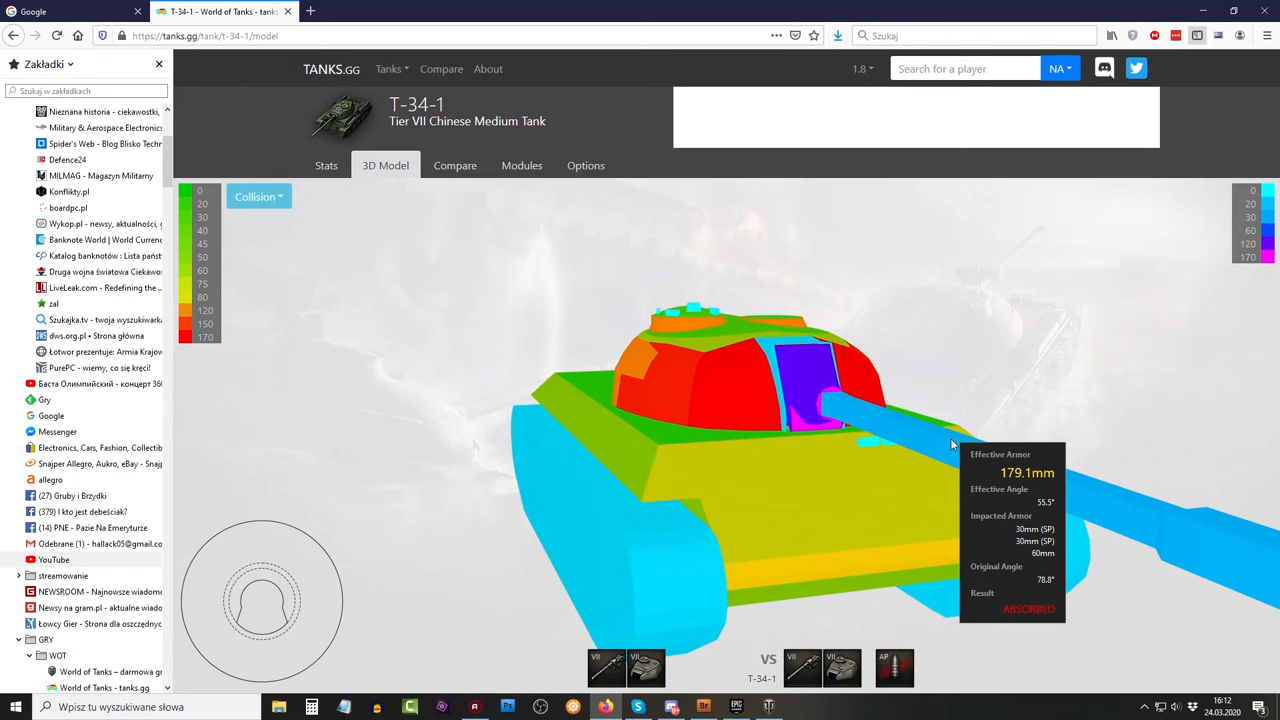 Google
T-34-1 - World of Tanks - tanks
https://tanks.gg/tank/t-34-1/model
Szukaj
Zakładki
Szukaj w zakładkach
Nieznana historia - ciekawostki,
Military & Aerospace Electronics
Spider's Web - Blog Blisko Techn
Defence24
MILMAG - Magazyn Militarny
Konflikty.pl
boardpc.pl
Wykop.pl - newsy, aktualności, g
Banknote World | World Currenc
Katalog banknotów : Lista państ
Druga wojna światowa Ciekawos
LiveLeak.com - Redefining the ...
zal
Szukajka.tv - twoja wyszukiwark
dws.org.pl • Strona główna
Łotwor prezentuje: Armia Krajow
PurePC - wiemy, co się kręci!
Баста Олимпийский - концерт 360
Gry
Google
Messenger
Electronics, Cars, Fashion, Collectib
Snajper Allegro, Aukro, eBay - Snajp
allegro
(27) Gruby i Brzydki
(379) I kto jest debeściak?
(14) PNE - Pazie Na Emeryturze
Odebrane (1) - hallack05@gmail.co
YouTube
streamowanie
NEWSROOM - Najnowsze wiadomo
Newsy na gram.pl - aktualne wiado
Łowcy Gier - Strona dla oszczędnyc
GRY
WOT
World of Tanks – darmowa gr
World of Tanks - tanks.gg
TANKS.GG
Tanks
Compare
About
1.8
Search for a player
NA
T-34-1
Tier VII Chinese Medium Tank
Stats
3D Model
Compare
Modules
Options
Collision
0
20
30
40
45
50
60
75
80
120
150
170
0
20
30
60
120
170
Effective Armor
179.1mm
Effective Angle
55.5°
Impacted Armor
30mm (SP)
30mm (SP)
60mm
Original Angle
78.8°
Result
ABSORBED
VII
VII
VS
T-34-1
VII
VII
AP
Wpisz tu wyszukiwane słowa
16:12
24.03.2020